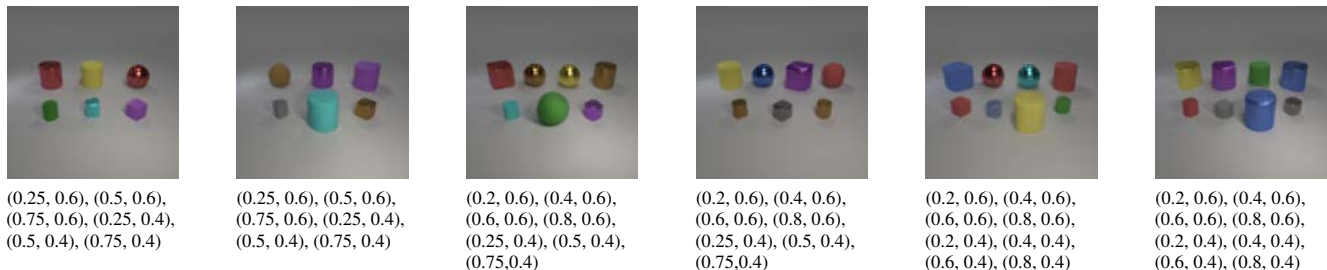 (0.25, 0.6), (0.5, 0.6),
(0.75, 0.6), (0.25, 0.4),
(0.5, 0.4), (0.75, 0.4)
(0.25, 0.6), (0.5, 0.6),
(0.75, 0.6), (0.25, 0.4),
(0.5, 0.4), (0.75, 0.4)
(0.2, 0.6), (0.4, 0.6),
(0.6, 0.6), (0.8, 0.6),
(0.25, 0.4), (0.5, 0.4),
(0.75,0.4)
(0.2, 0.6), (0.4, 0.6),
(0.6, 0.6), (0.8, 0.6),
(0.25, 0.4), (0.5, 0.4),
(0.75,0.4)
(0.2, 0.6), (0.4, 0.6),
(0.6, 0.6), (0.8, 0.6),
(0.2, 0.4), (0.4, 0.4),
(0.6, 0.4), (0.8, 0.4)
(0.2, 0.6), (0.4, 0.6),
(0.6, 0.6), (0.8, 0.6),
(0.2, 0.4), (0.4, 0.4),
(0.6, 0.4), (0.8, 0.4)